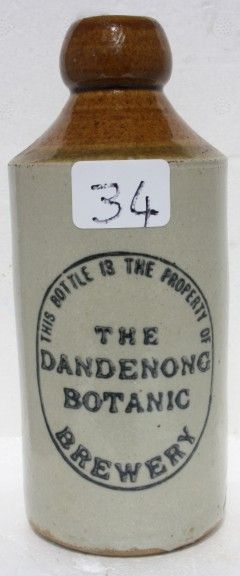 34
THIS BOTTLE IS THE PROPERTY OF
THE
DANDENONG
BOTANIC
BREWERY